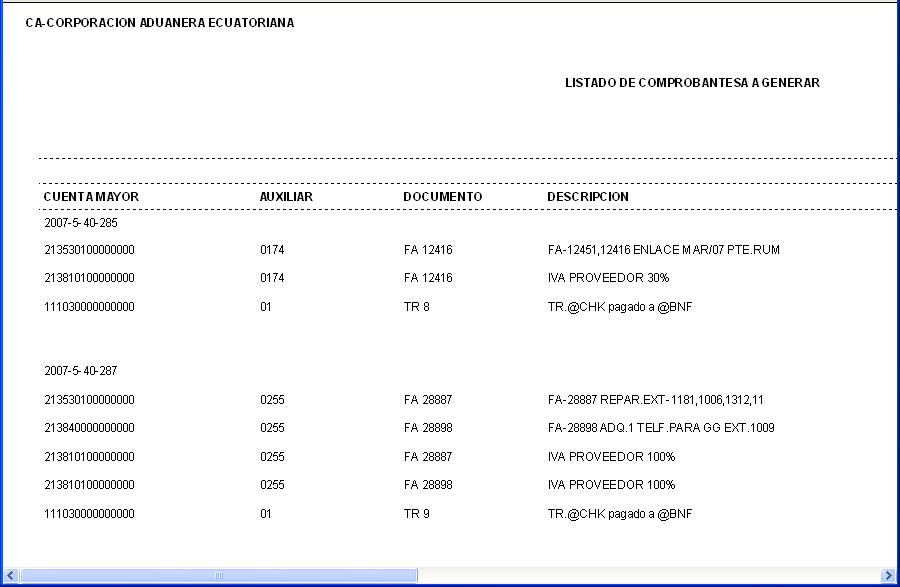 CA-CORPORACION ADUANERA ECUATORIANA
LISTADO DE COMPROBANTESA A GENERAR
CUENTA MAYOR AUXILIAR DOCUMENTO DESCRIPCION
2007-5-40-285
213530100000000 0174 FA 12416 FA-12451,12416 ENLACE MAR/07 PTE.RUM
213810100000000 0174 FA 12416 IVA PROVEEDOR 30%
111030000000000 01 TR 8 TR.@CHK pagado a @BNF
2007-5-40-287
213530100000000 0255 FA 28887 FA-28887 REPAR.EXT-1181,1006,1312,11
213840000000000 0255 FA 28898 FA-28898 ADQ.1 TELF.PARA GG EXT.1009
213810100000000 0255 FA 28887 IVA PROVEEDOR 100%
213810100000000 0255 FA 28898 IVA PROVEEDOR 100%
111030000000000 01 TR 9 TR.@CHK pagado a @BNF